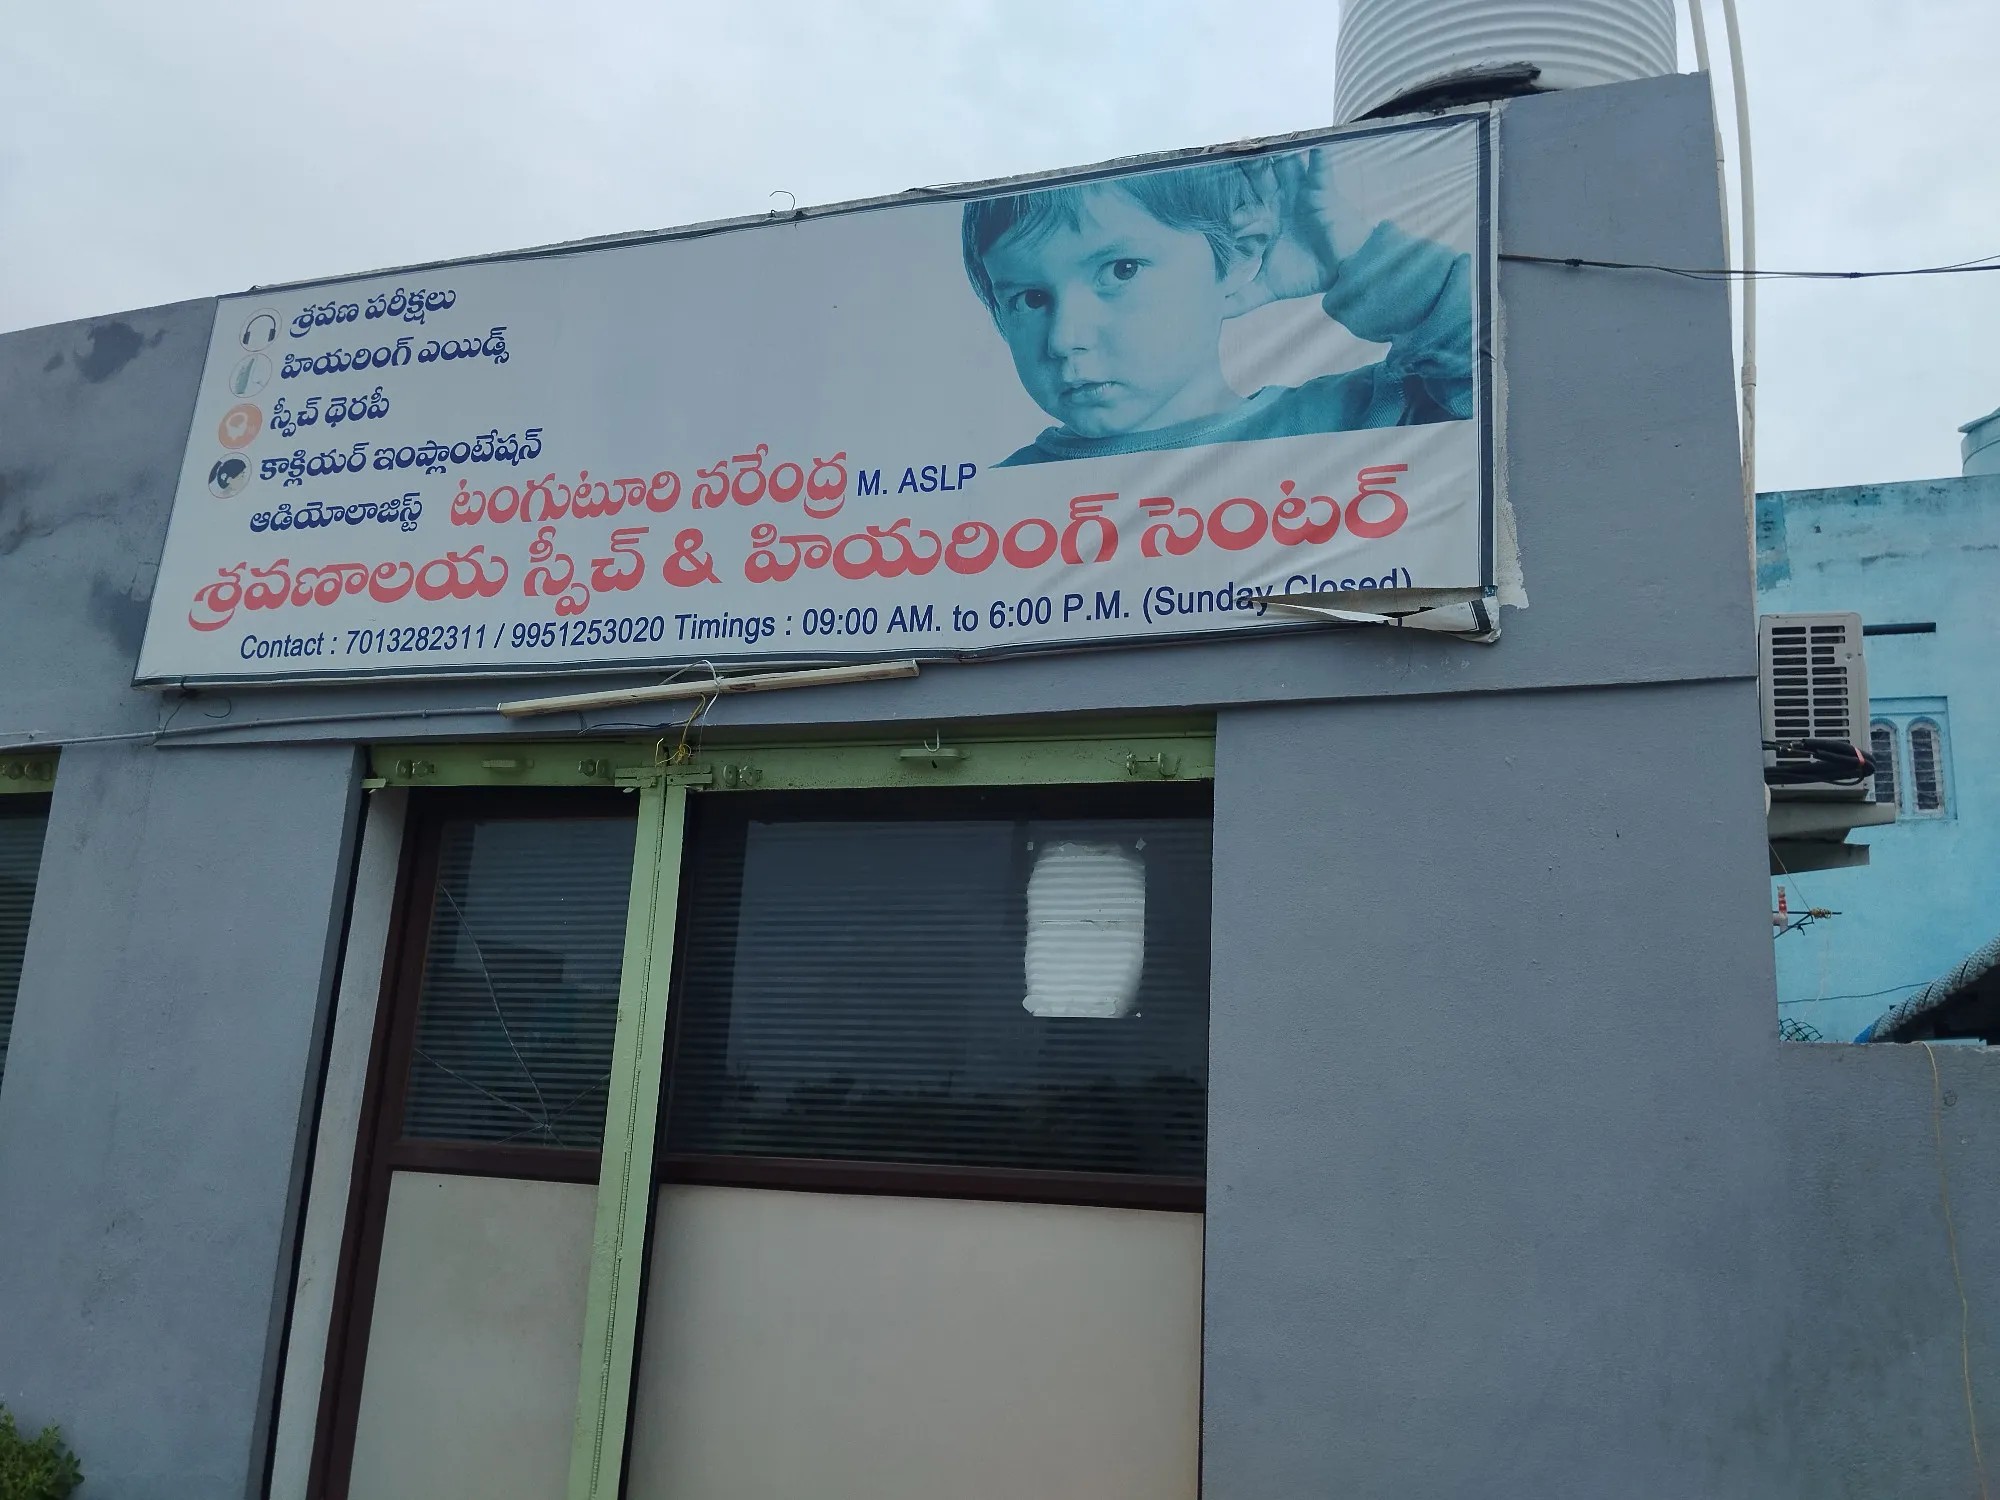 శ్రవణ పరీక్షలు
హియరింగ్ ఎయిడ్స్
స్పీచ్ థెరపీ
కాక్లియర్ ఇంప్లాంటేషన్
ఆడియోలాజిస్ట్ టంగుటూరి నరేంద్ర M. ASLP
శ్రవణాలయ స్పీచ్ & హియరింగ్ సెంటర్
Contact : 7013282311 / 9951253020 Timings : 09:00 AM. to 6:00 P.M. (Sunday Closed)